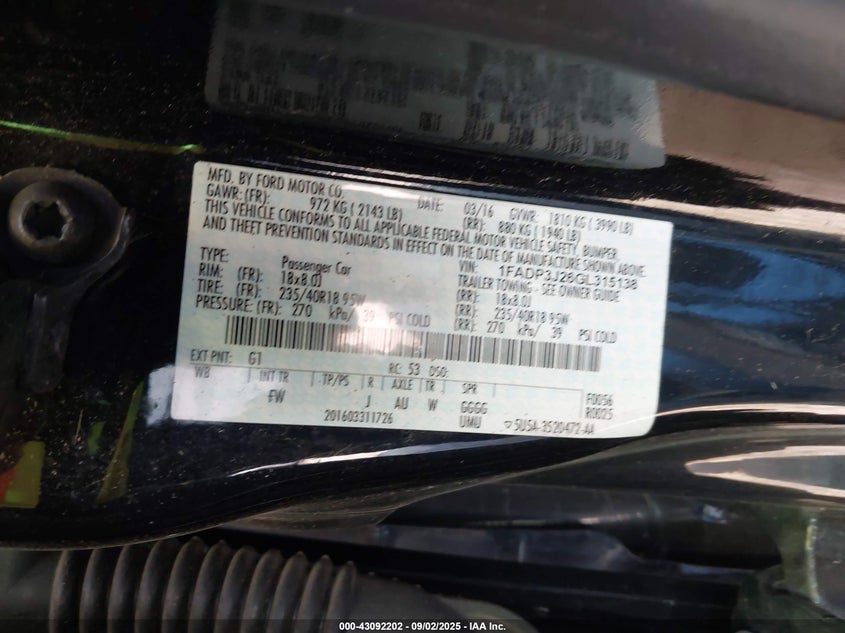 MFD. BY FORD MOTOR CO.
DATE: 03/16 GVWR: 1810 KG ( 3990 LB)
GAWR: (FR): 972 KG ( 2143 LB) (RR): 880 KG ( 1940 LB)
THIS VEHICLE CONFORMS TO ALL APPLICABLE FEDERAL MOTOR VEHICLE SAFETY, BUMPER,
AND THEFT PREVENTION STANDARDS IN EFFECT ON THE DATE OF MANUFACTURE SHOWN ABOVE.
VIN: 1FADP3J26GL315138
TYPE: Passenger Car TRAILER TOWING - SEE OWNER GUIDE
RIM: (FR): 18x8.0J (RR): 18x8.0J
TIRE: (FR): 235/40R18 95W (RR): 235/40R18 95W
PRESSURE: (FR): 270 kPa/ 39 PSI COLD (RR): 270 kPa/ 39 PSI COLD
EXT PNT: G1 RC: 53 DSO:
WB INT TR TP/PS R AXLE TR SPR
FW J AU W GGGG F0056
201603311726 UMU R0025
5U5A-3520472-AA
000-43092202 - 09/02/2025 - IAA Inc.